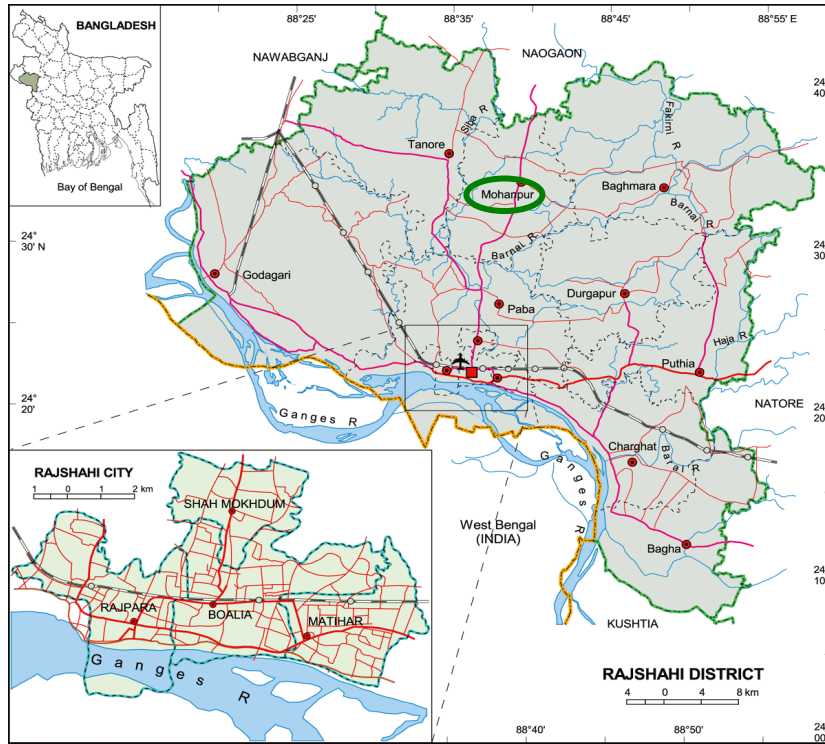 88°25'
88°35'
88°45'
88°55' E
BANGLADESH
Bay of Bengal
NAWABGANJ
NAOGAON
24
40
Siba R
Fakirni R
Tanore
Mohanpur
Baghmara
Barnai R
Barnai R
24°
30' N
24
30
Godagari
Durgapur
Paba
Haja R
Puthia
24°
20'
NATORE
24
20
Ganges R
Charghat
Baral R
Ganges R
West Bengal
(INDIA)
Bagha
24
10
KUSHTIA
RAJSHAHI CITY
1 0 1 2 km
SHAH MOKHDUM
RAJPARA
BOALIA
MATIHAR
Ganges R
RAJSHAHI DISTRICT
4 0 4 8 km
88°40'
88°50'
24
00